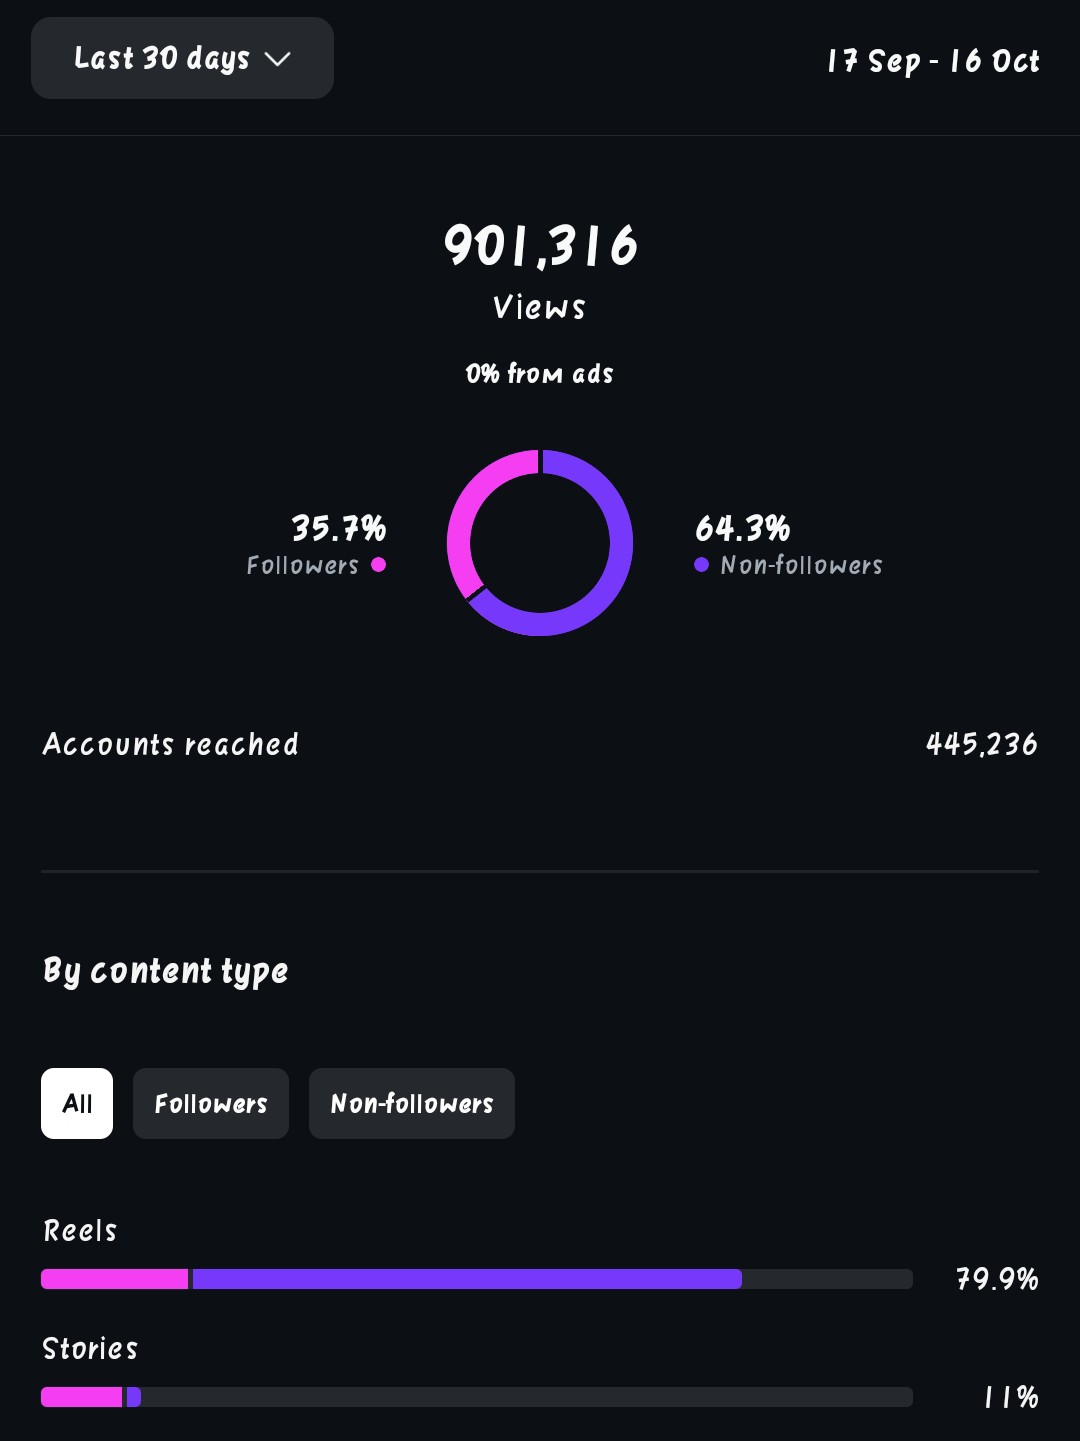 Last 30 days
17 Sep - 16 Oct
901,316
Views
0% from ads
35.7%
Followers
64.3%
Non-followers
Accounts reached
445,236
By content type
All
Followers
Non-followers
Reels
79.9%
Stories
11%